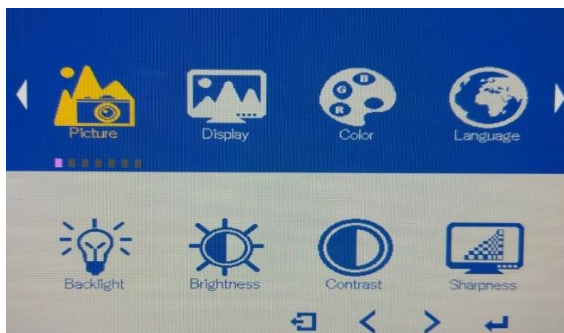 Picture
Display
Color
B
G
R
Language
Backlight
Brightness
Contrast
Sharpness